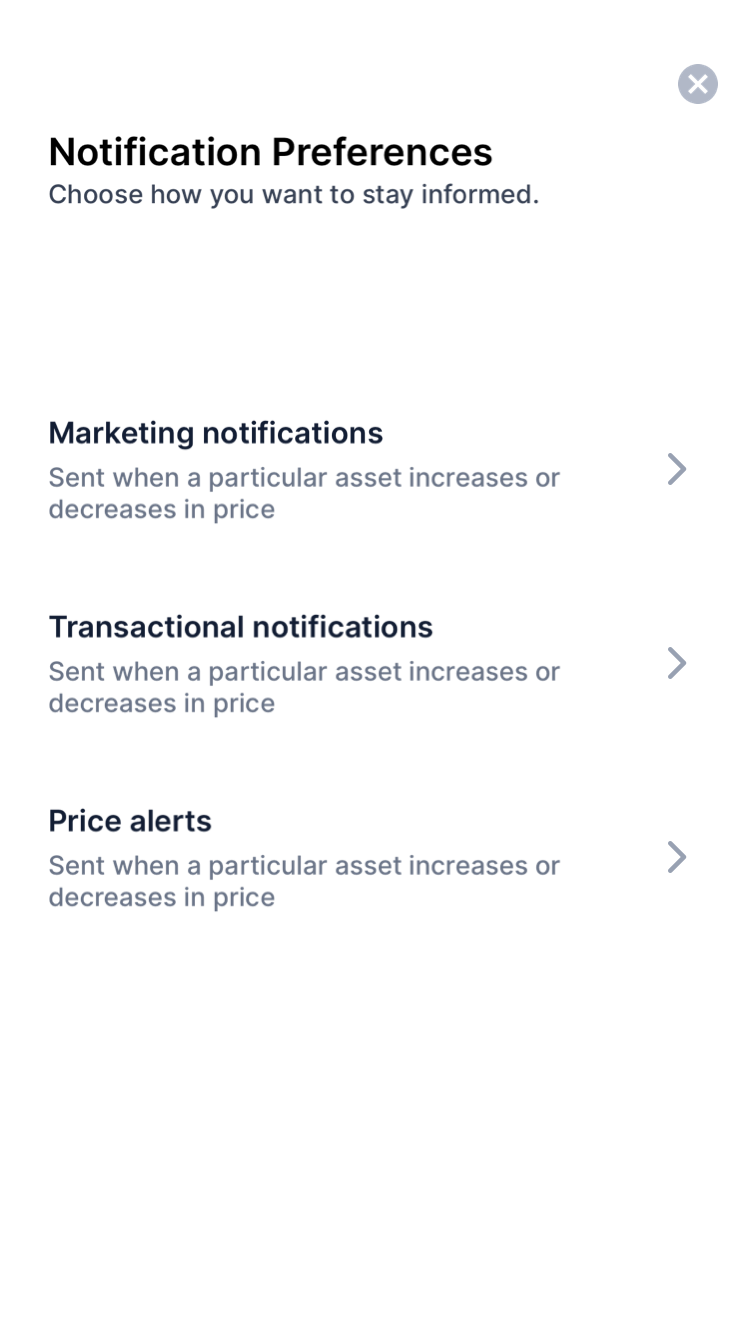 Notification Preferences
Choose how you want to stay informed.
Marketing notifications
Sent when a particular asset increases or
decreases in price
Transactional notifications
Sent when a particular asset increases or
decreases in price
Price alerts
Sent when a particular asset increases or
decreases in price